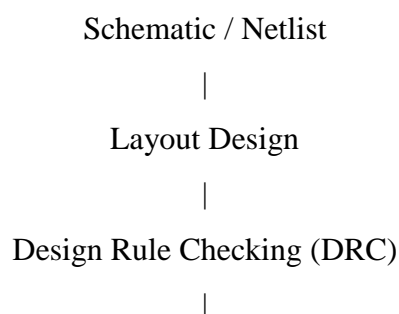 Schematic / Netlist
|
Layout Design
|
Design Rule Checking (DRC)
|